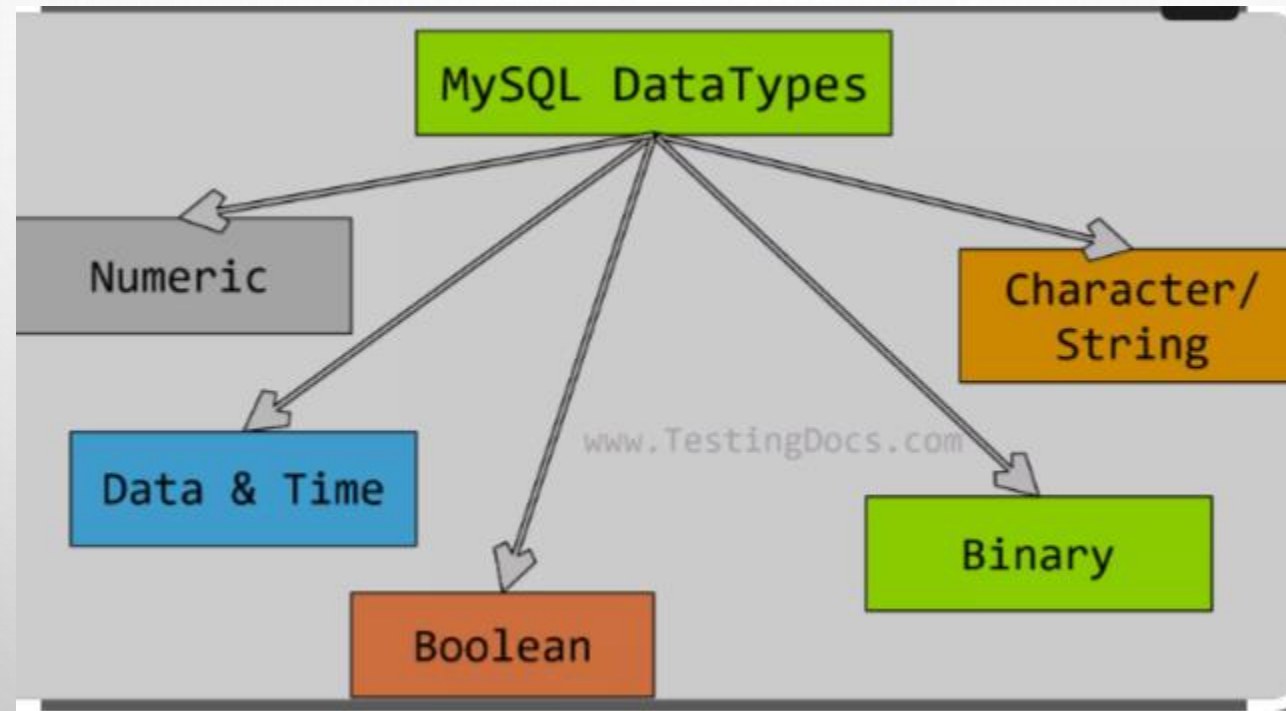 MySQL DataTypes
Numeric
Character/
String
Data & Time
www.TestingDocs.com
Binary
Boolean